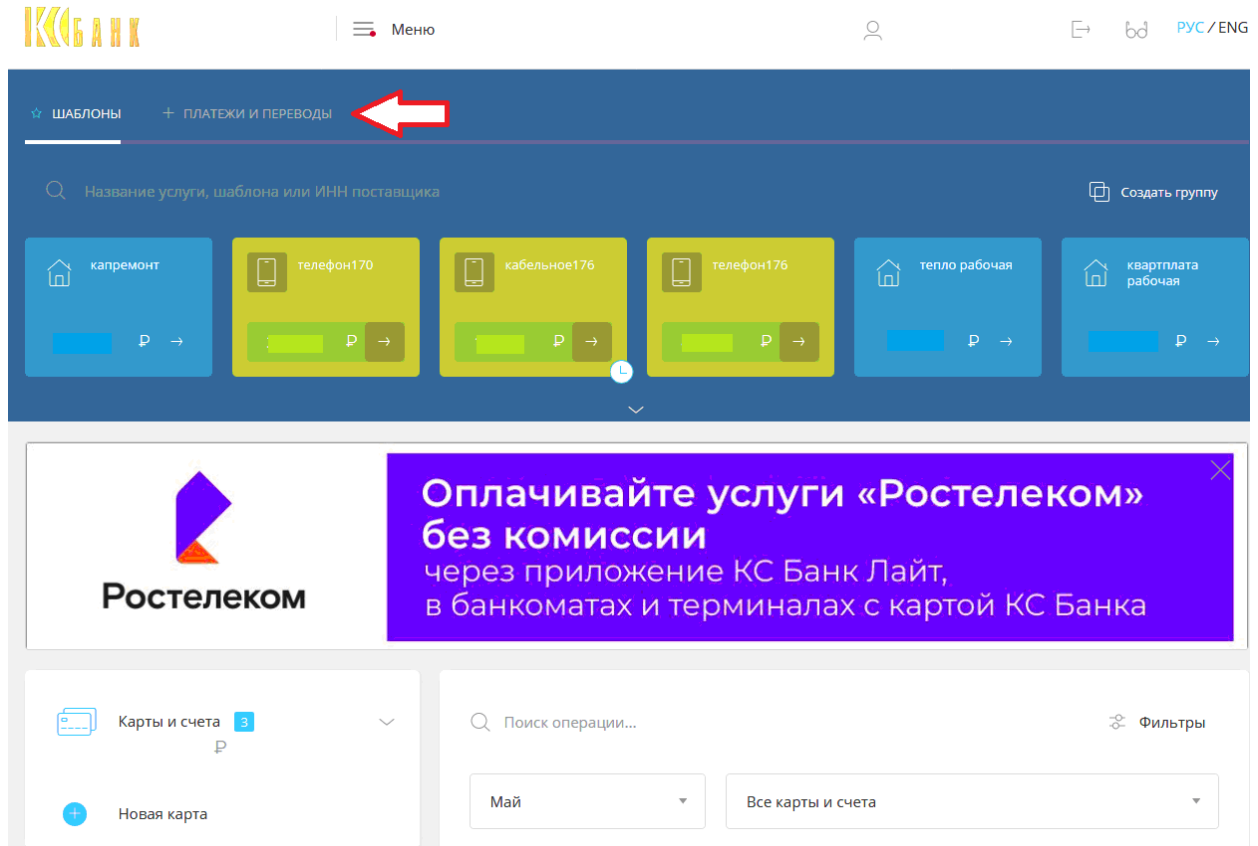 КС БАНК
Меню
РУС / ENG
ШАБЛОНЫ
+ ПЛАТЕЖИ И ПЕРЕВОДЫ
Название услуги, шаблона или ИНН поставщика
Создать группу
капремонт
₽ →
телефон170
₽ →
кабельное176
₽ →
телефон176
₽ →
тепло рабочая
₽ →
квартплата
рабочая
₽ →
Ростелеком
Оплачивайте услуги «Ростелеком»
без комиссии
через приложение КС Банк Лайт,
в банкоматах и терминалах с картой КС Банка
Карты и счета 3
₽
Новая карта
Поиск операции...
Фильтры
Май
Все карты и счета